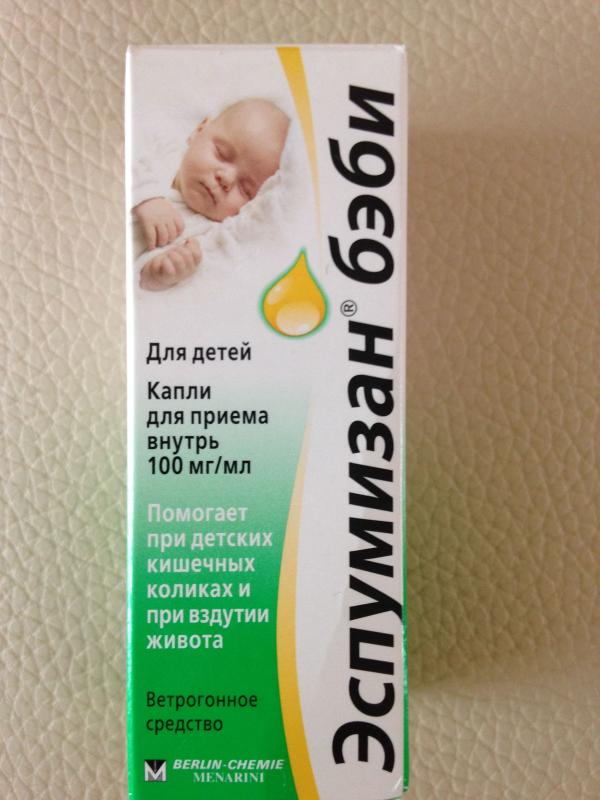 Эспумизан® бэби
Для детей
Капли
для приема
внутрь
100 мг/мл
Помогает
при детских
кишечных
коликах и
при вздутии
живота
Ветрогонное
средство
BERLIN-CHEMIE
MENARINI